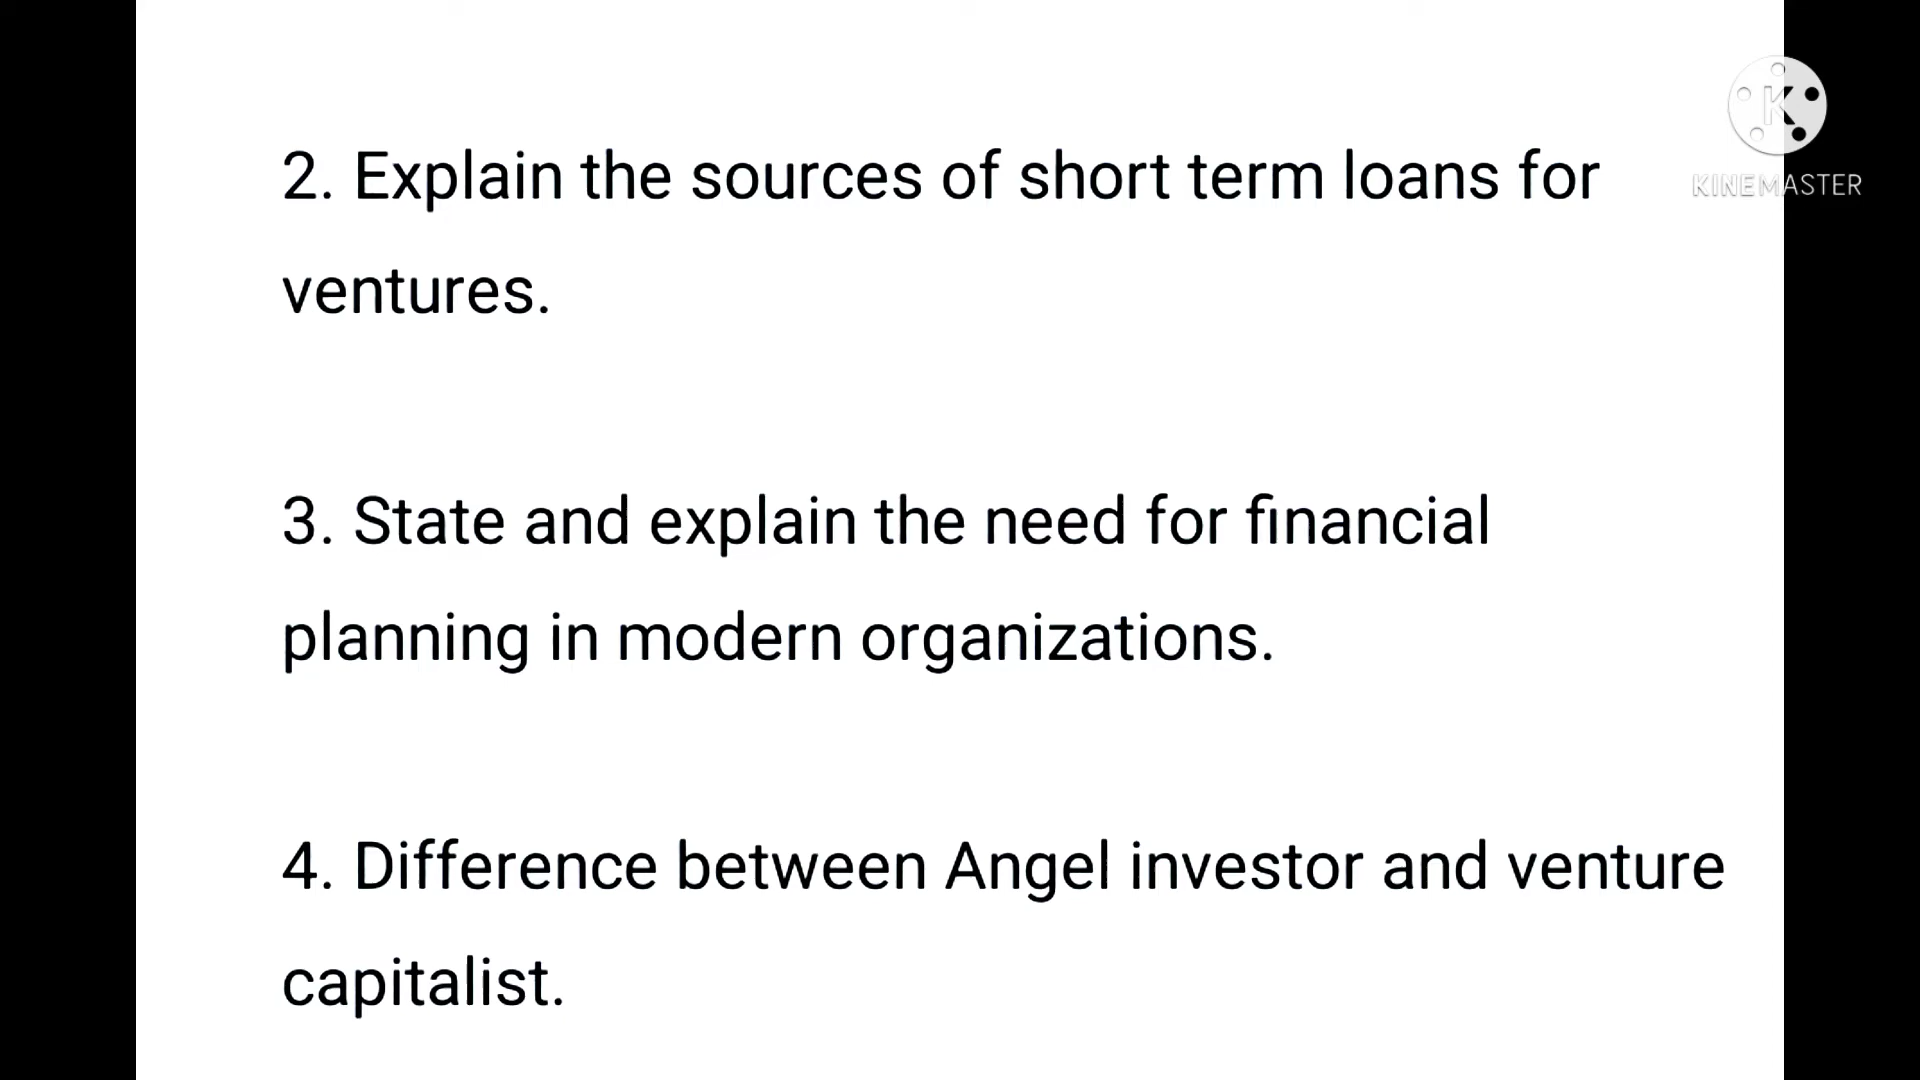 2. Explain the sources of short term loans for
ventures.
3. State and explain the need for financial
planning in modern organizations.
4. Difference between Angel investor and venture
capitalist.
K
KINEMASTER